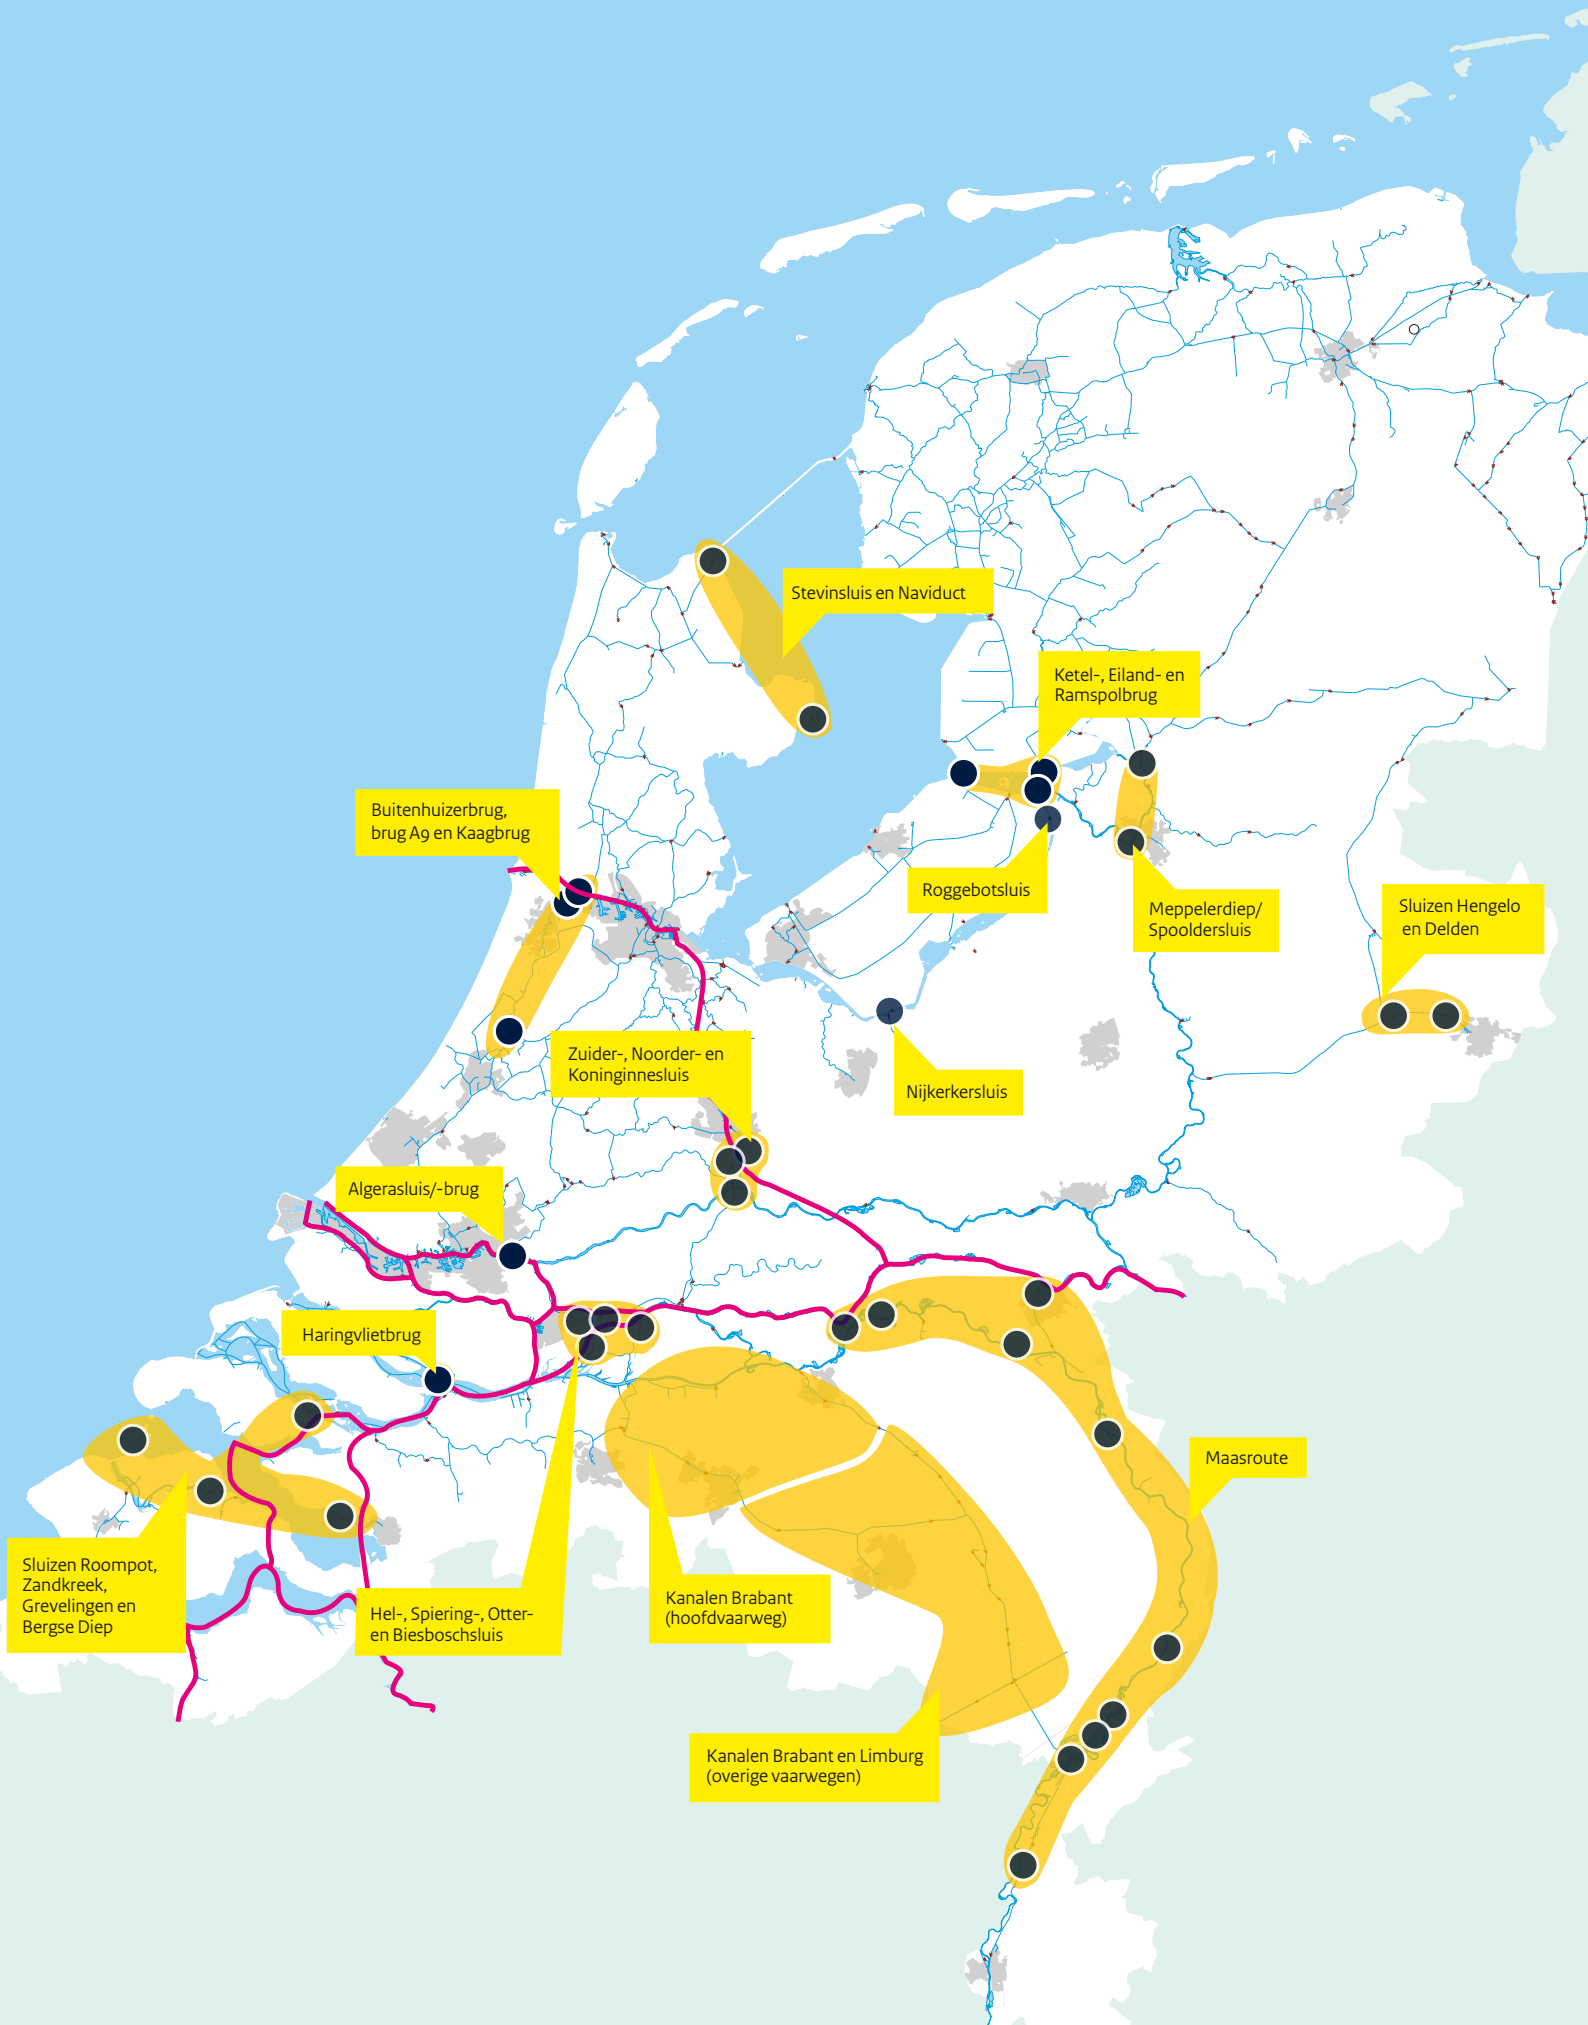 Stevinsluis en Naviduct
Ketel-, Eiland- en
Ramspolbrug
Buitenhuizerbrug,
brug A9 en Kaagbrug
Roggebotsluis
Meppelerdiep/
Spooldersluis
Sluizen Hengelo
en Delden
Zuider-, Noorder- en
Koninginnesluis
Nijkerkersluis
Algerasluis/-brug
Haringvlietbrug
Maasroute
Sluizen Roompot,
Zandkreek,
Grevelingen en
Bergse Diep
Hel-, Spiering-, Otter-
en Biesboschsluis
Kanalen Brabant
(hoofdvaarweg)
Kanalen Brabant en Limburg
(overige vaarwegen)